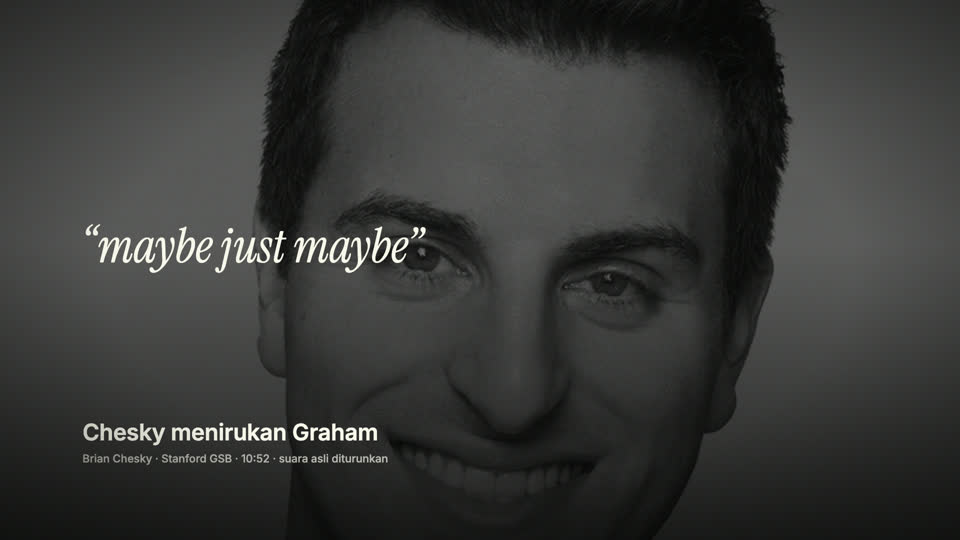 “maybe just maybe”
Chesky menirukan Graham
Brian Chesky · Stanford GSB · 10:52 · suara asli diturunkan